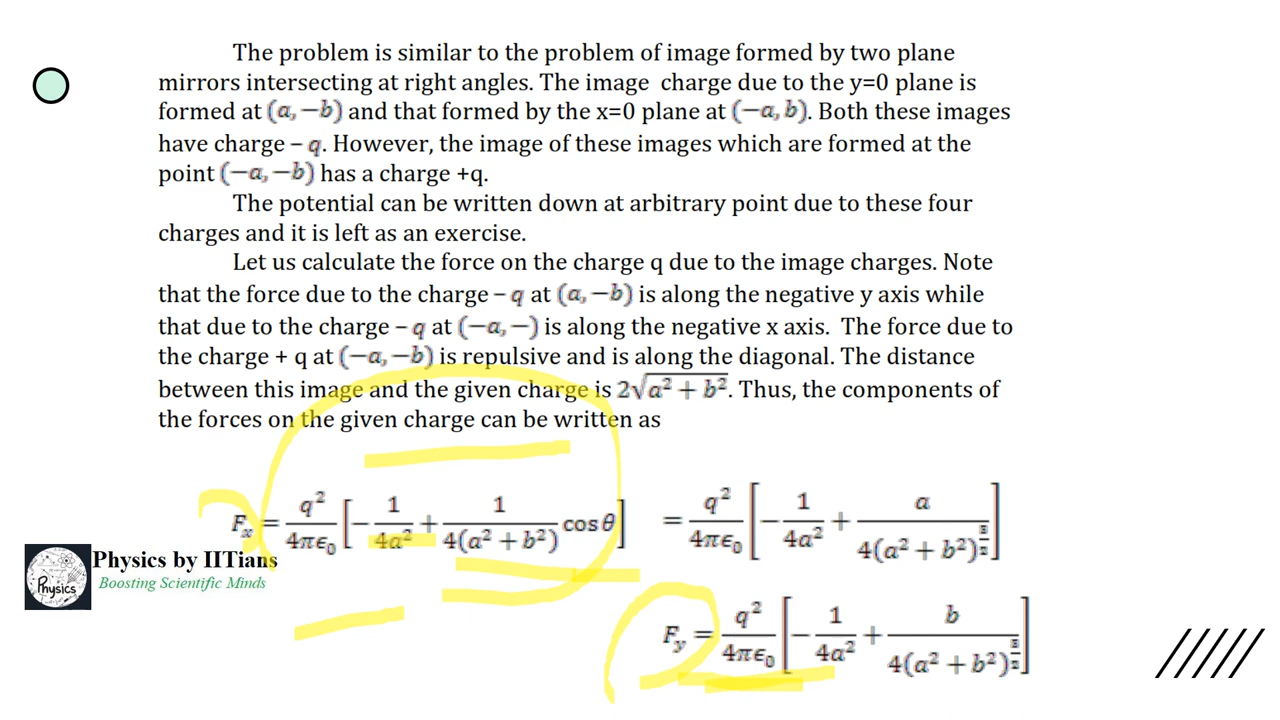 The problem is similar to the problem of image formed by two plane
mirrors intersecting at right angles. The image charge due to the y=0 plane is
formed at (a, −b) and that formed by the x=0 plane at (−a, b). Both these images
have charge − q. However, the image of these images which are formed at the
point (−a, −b) has a charge +q.
The potential can be written down at arbitrary point due to these four
charges and it is left as an exercise.
Let us calculate the force on the charge q due to the image charges. Note
that the force due to the charge − q at (a, −b) is along the negative y axis while
that due to the charge − q at (−a, −) is along the negative x axis. The force due to
the charge + q at (−a, −b) is repulsive and is along the diagonal. The distance
between this image and the given charge is 2√(a² + b²). Thus, the components of
the forces on the given charge can be written as
Fₓ = q²/4πϵ₀ [−1/4a² + 1/4(a² + b²) cos θ] = q²/4πϵ₀ [−1/4a² + a/4(a² + b²)^(3/2)]
Physics by IITians
Boosting Scientific Minds
Physics
F_y = q²/4πϵ₀ [−1/4a² + b/4(a² + b²)^(3/2)]